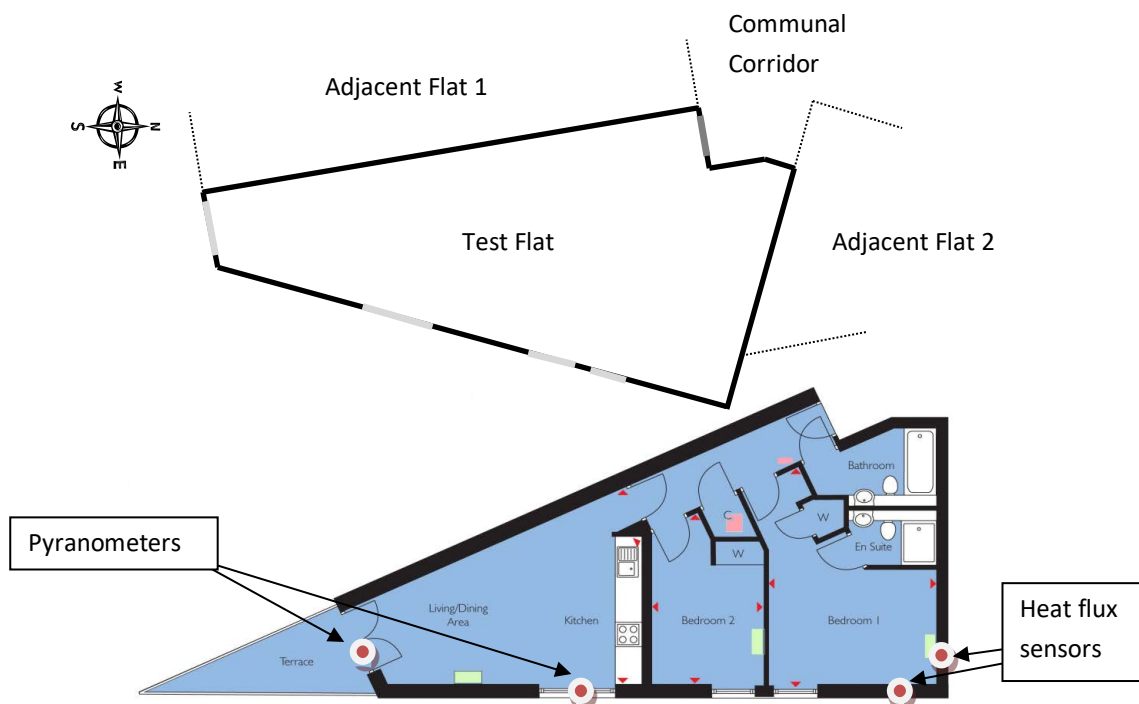 Communal
Corridor
Adjacent Flat 1
W
S
N
E
Test Flat
Adjacent Flat 2
Bathroom
Pyranometers
C
W
W
En Suite
Living/Dining
Area
Kitchen
Bedroom 2
Bedroom 1
Heat flux
sensors
Terrace